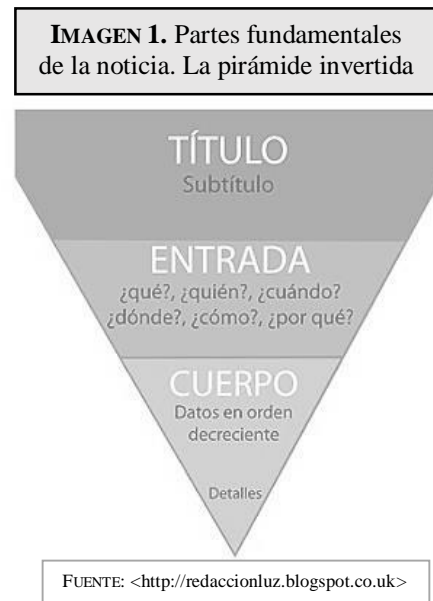 IMAGEN 1. Partes fundamentales
de la noticia. La pirámide invertida
TÍTULO
Subtítulo
ENTRADA
¿qué?, ¿quién?, ¿cuándo?
¿dónde?, ¿cómo?, ¿por qué?
CUERPO
Datos en orden
decreciente
Detalles
FUENTE: <http://redaccionluz.blogspot.co.uk>